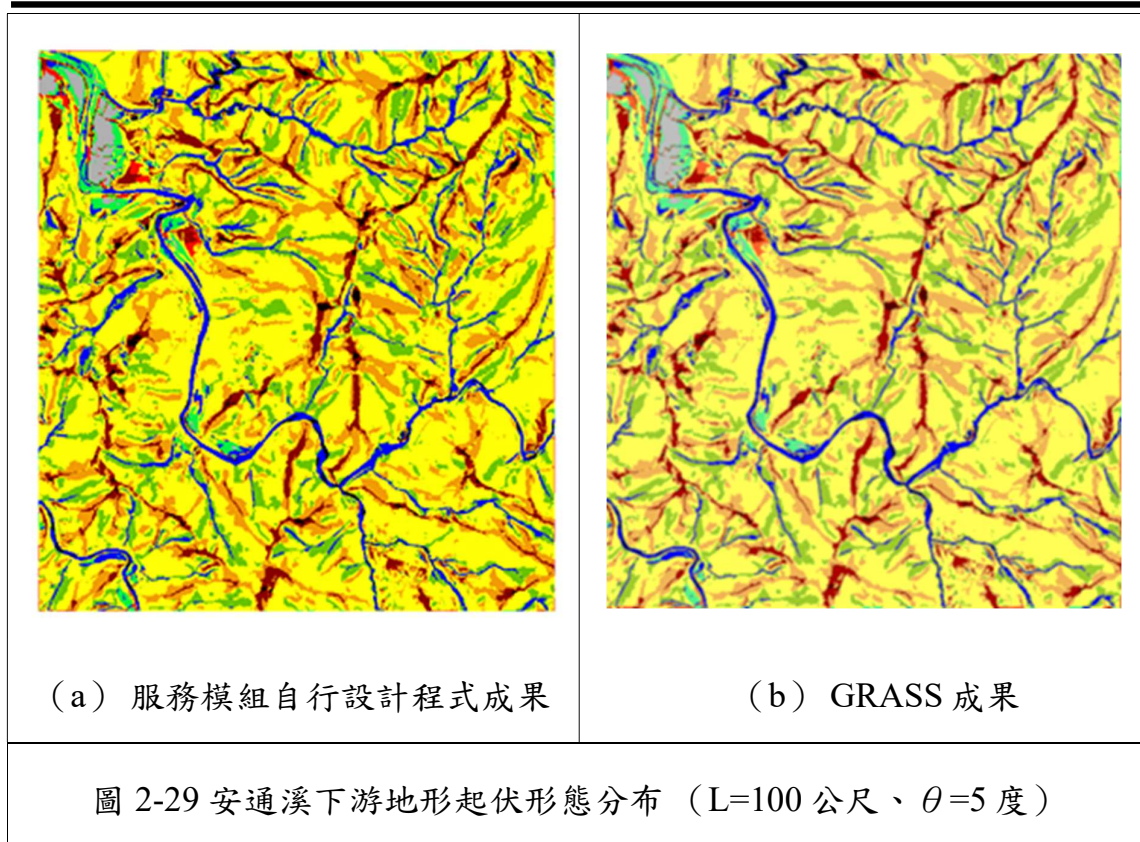 （a） 服務模組自行設計程式成果
（b） GRASS 成果
圖 2-29 安通溪下游地形起伏形態分布 （L=100 公尺、θ=5 度）